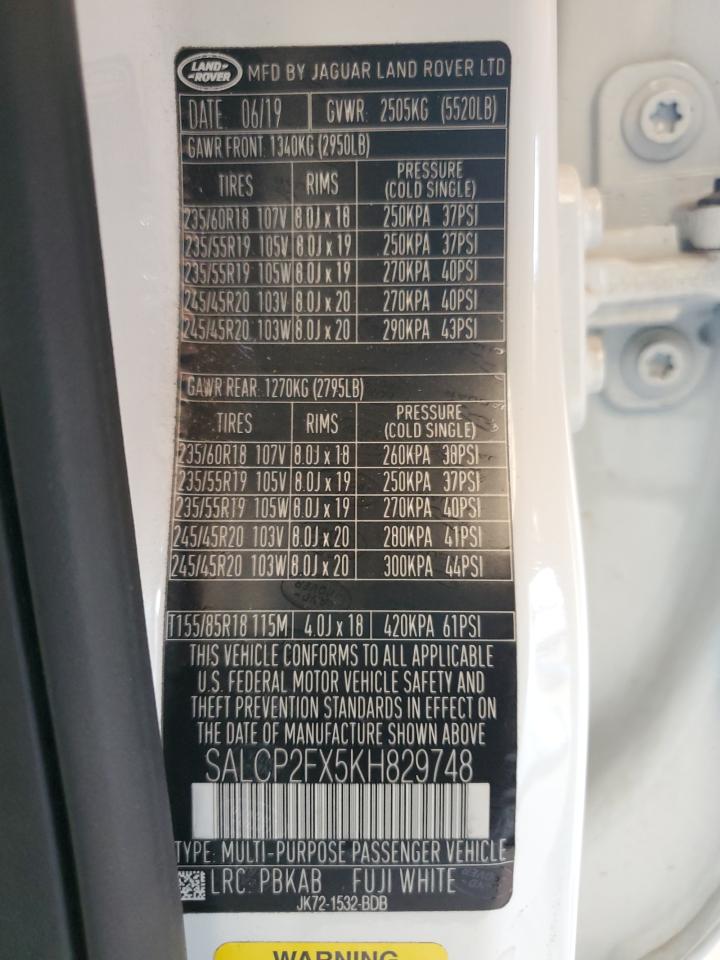 LAND-
-ROVER MFD BY JAGUAR LAND ROVER LTD
DATE: 06/19 GVWR: 2505KG (5520LB)
GAWR FRONT: 1340KG (2950LB)
TIRES RIMS PRESSURE (COLD SINGLE)
235/60R18 107V 8.0J x 18 250KPA 37PSI
235/55R19 105V 8.0J x 19 250KPA 37PSI
235/55R19 105W 8.0J x 19 270KPA 40PSI
245/45R20 103V 8.0J x 20 270KPA 40PSI
245/45R20 103W 8.0J x 20 290KPA 43PSI
GAWR REAR: 1270KG (2795LB)
TIRES RIMS PRESSURE (COLD SINGLE)
235/60R18 107V 8.0J x 18 260KPA 38PSI
235/55R19 105V 8.0J x 19 250KPA 37PSI
235/55R19 105W 8.0J x 19 270KPA 40PSI
245/45R20 103V 8.0J x 20 280KPA 41PSI
245/45R20 103W 8.0J x 20 300KPA 44PSI
T155/85R18 115M 4.0J x 18 420KPA 61PSI
THIS VEHICLE CONFORMS TO ALL APPLICABLE
U.S. FEDERAL MOTOR VEHICLE SAFETY AND
THEFT PREVENTION STANDARDS IN EFFECT ON
THE DATE OF MANUFACTURE SHOWN ABOVE
SALCP2FX5KH829748
TYPE: MULTI-PURPOSE PASSENGER VEHICLE
LRC: PBKAB FUJI WHITE
JK72-1532-BDB
WARNING